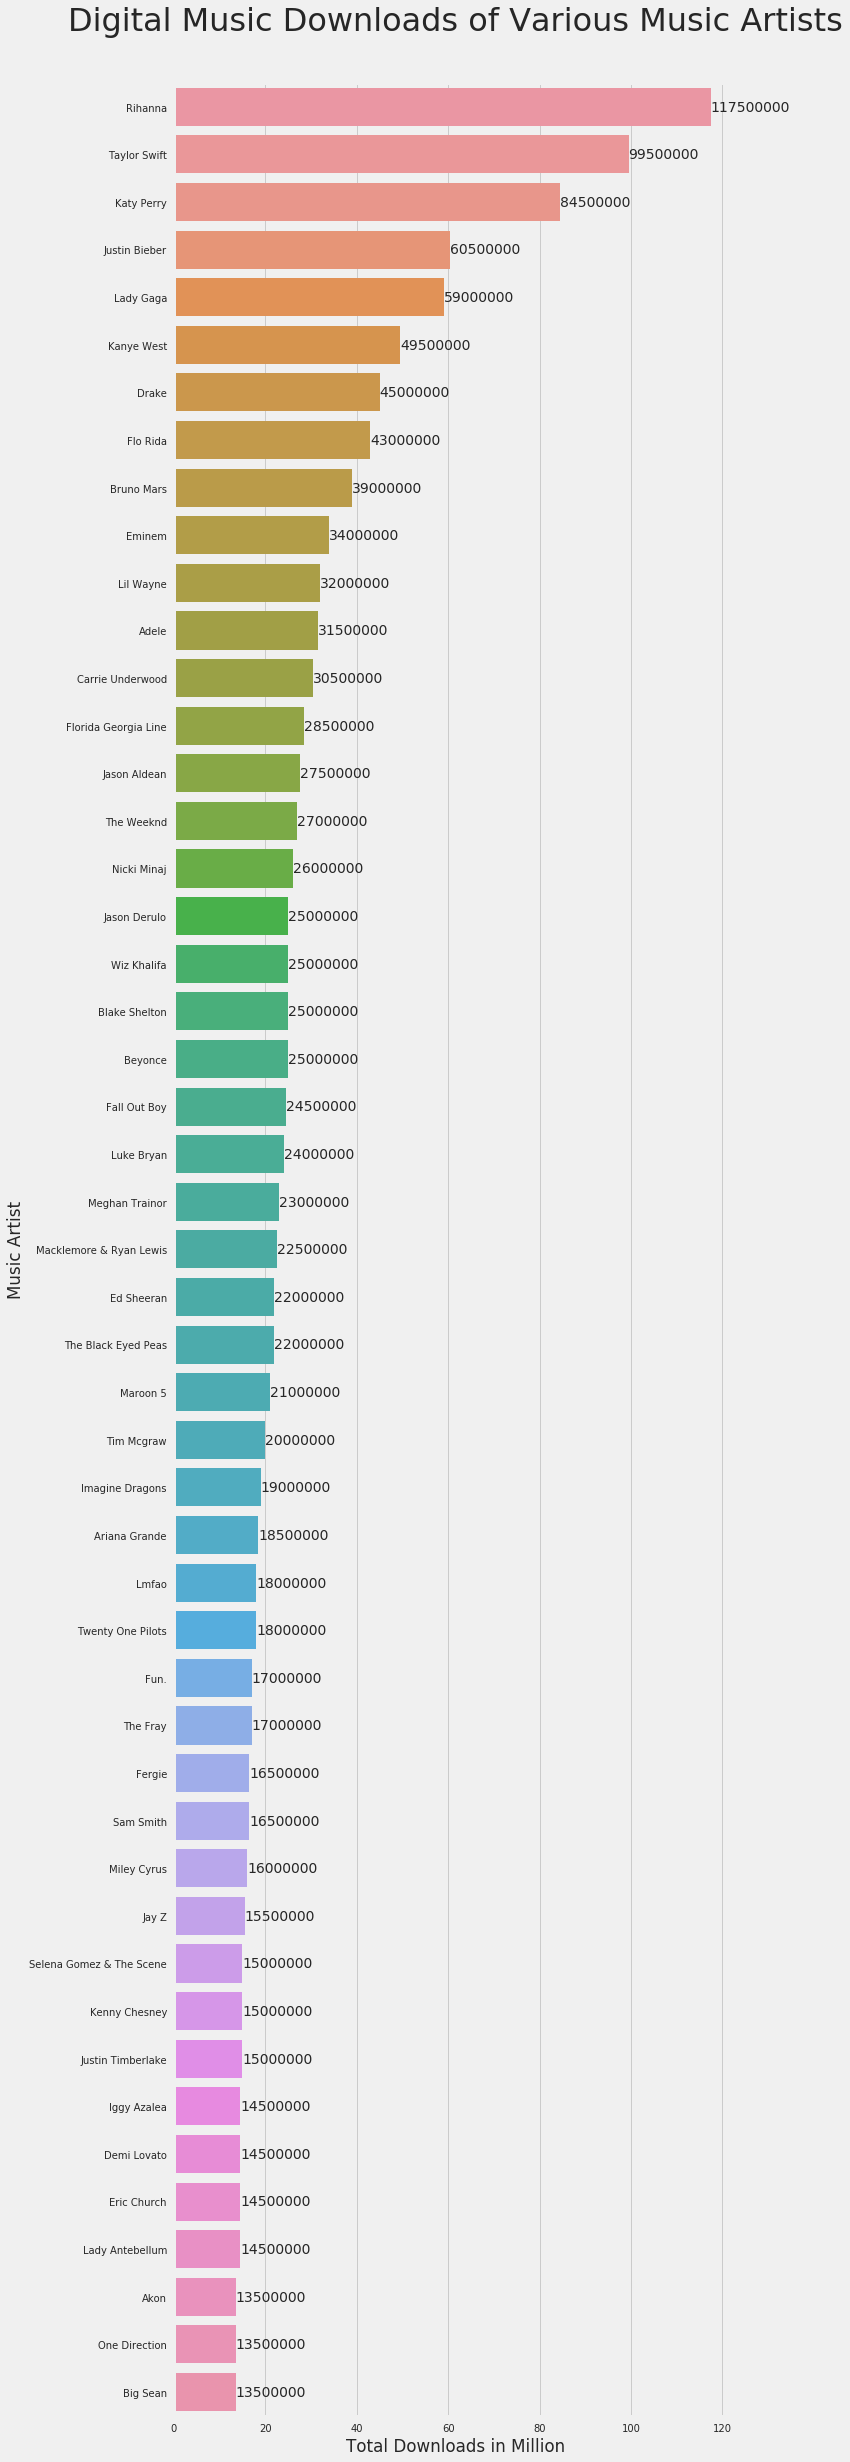 Digital Music Downloads of Various Music Artists
Rihanna 117500000
Taylor Swift 99500000
Katy Perry 84500000
Justin Bieber 60500000
Lady Gaga 59000000
Kanye West 49500000
Drake 45000000
Flo Rida 43000000
Bruno Mars 39000000
Eminem 34000000
Lil Wayne 32000000
Adele 31500000
Carrie Underwood 30500000
Florida Georgia Line 28500000
Jason Aldean 27500000
The Weeknd 27000000
Nicki Minaj 26000000
Jason Derulo 25000000
Wiz Khalifa 25000000
Blake Shelton 25000000
Beyonce 25000000
Fall Out Boy 24500000
Luke Bryan 24000000
Meghan Trainor 23000000
Macklemore & Ryan Lewis 22500000
Ed Sheeran 22000000
The Black Eyed Peas 22000000
Maroon 5 21000000
Tim Mcgraw 20000000
Imagine Dragons 19000000
Ariana Grande 18500000
Lmfao 18000000
Twenty One Pilots 18000000
Fun. 17000000
The Fray 17000000
Fergie 16500000
Sam Smith 16500000
Miley Cyrus 16000000
Jay Z 15500000
Selena Gomez & The Scene 15000000
Kenny Chesney 15000000
Justin Timberlake 15000000
Iggy Azalea 14500000
Demi Lovato 14500000
Eric Church 14500000
Lady Antebellum 14500000
Akon 13500000
One Direction 13500000
Big Sean 13500000
Music Artist
0 20 40 60 80 100 120
Total Downloads in Million